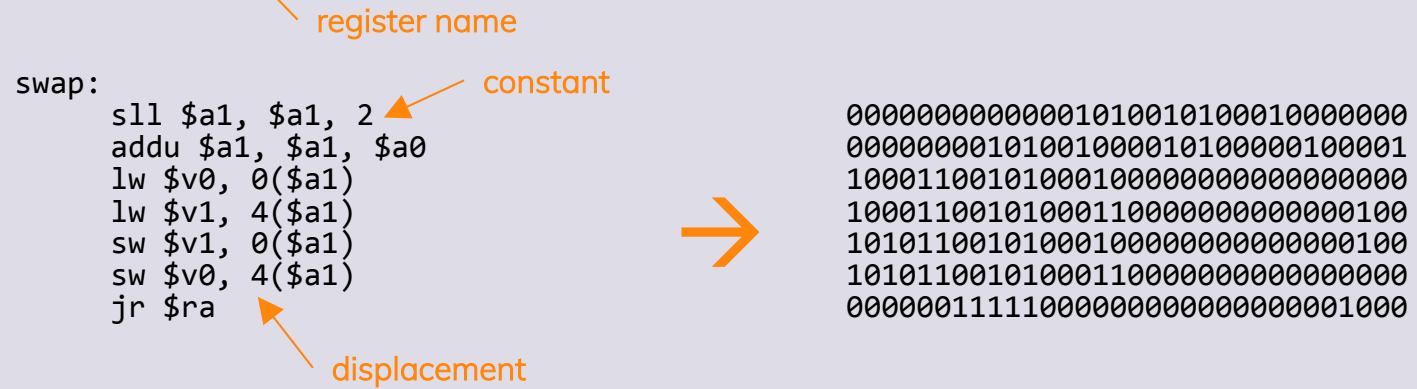 register name
swap:
constant
sll $a1, $a1, 2
addu $a1, $a1, $a0
lw $v0, 0($a1)
lw $v1, 4($a1)
sw $v1, 0($a1)
sw $v0, 4($a1)
jr $ra
displacement
00000000000001010010100010000000
00000000101001000010100000100001
10001100101000100000000000000000
10001100101000110000000000000100
10101100101000100000000000000100
10101100101000110000000000000000
00000011111000000000000000001000